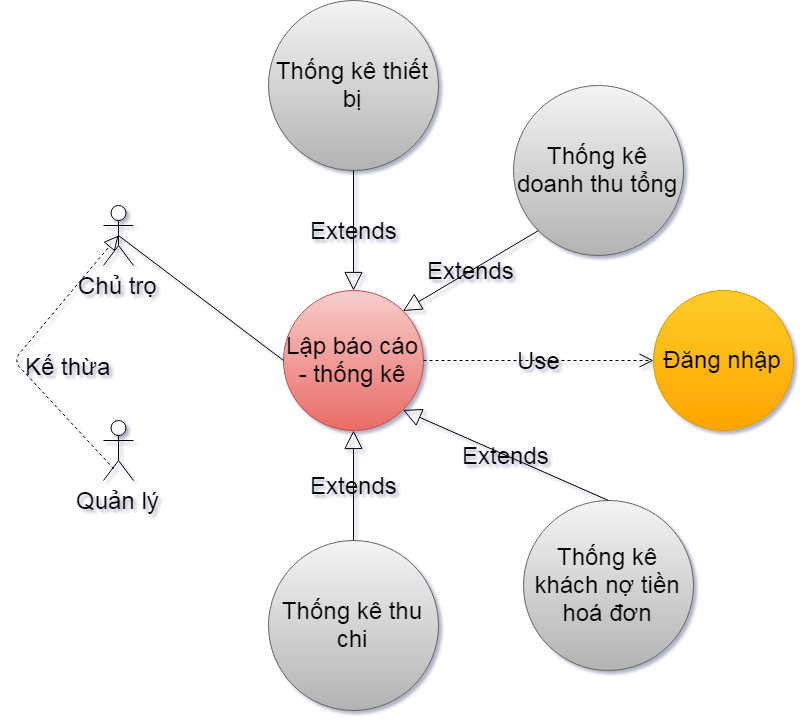 Thống kê thiết
bị
Thống kê
doanh thu tổng
Extends
Extends
Chủ trọ
Kế thừa
Quản lý
Lập báo cáo
- thống kê
Use
Đăng nhập
Extends
Extends
Thống kê
khách nợ tiền
hoá đơn
Thống kê thu
chi